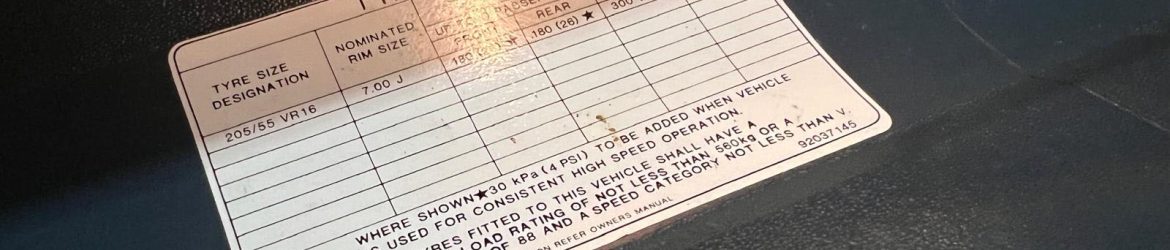 TYRE SIZE
DESIGNATION
NOMINATED
RIM SIZE
REAR
205/55 VR16
7.00 J
180 (26) ★
300
WHERE SHOWN ★ 30 kPa (4 PSI) TO BE ADDED WHEN VEHICLE
USED FOR CONSISTENT HIGH SPEED OPERATION.
FITTED TO THIS VEHICLE SHALL HAVE A
LOAD RATING OF NOT LESS THAN 560kg OR A
OF 88 AND A SPEED CATEGORY NOT LESS THAN V.
REFER OWNERS MANUAL
92037145